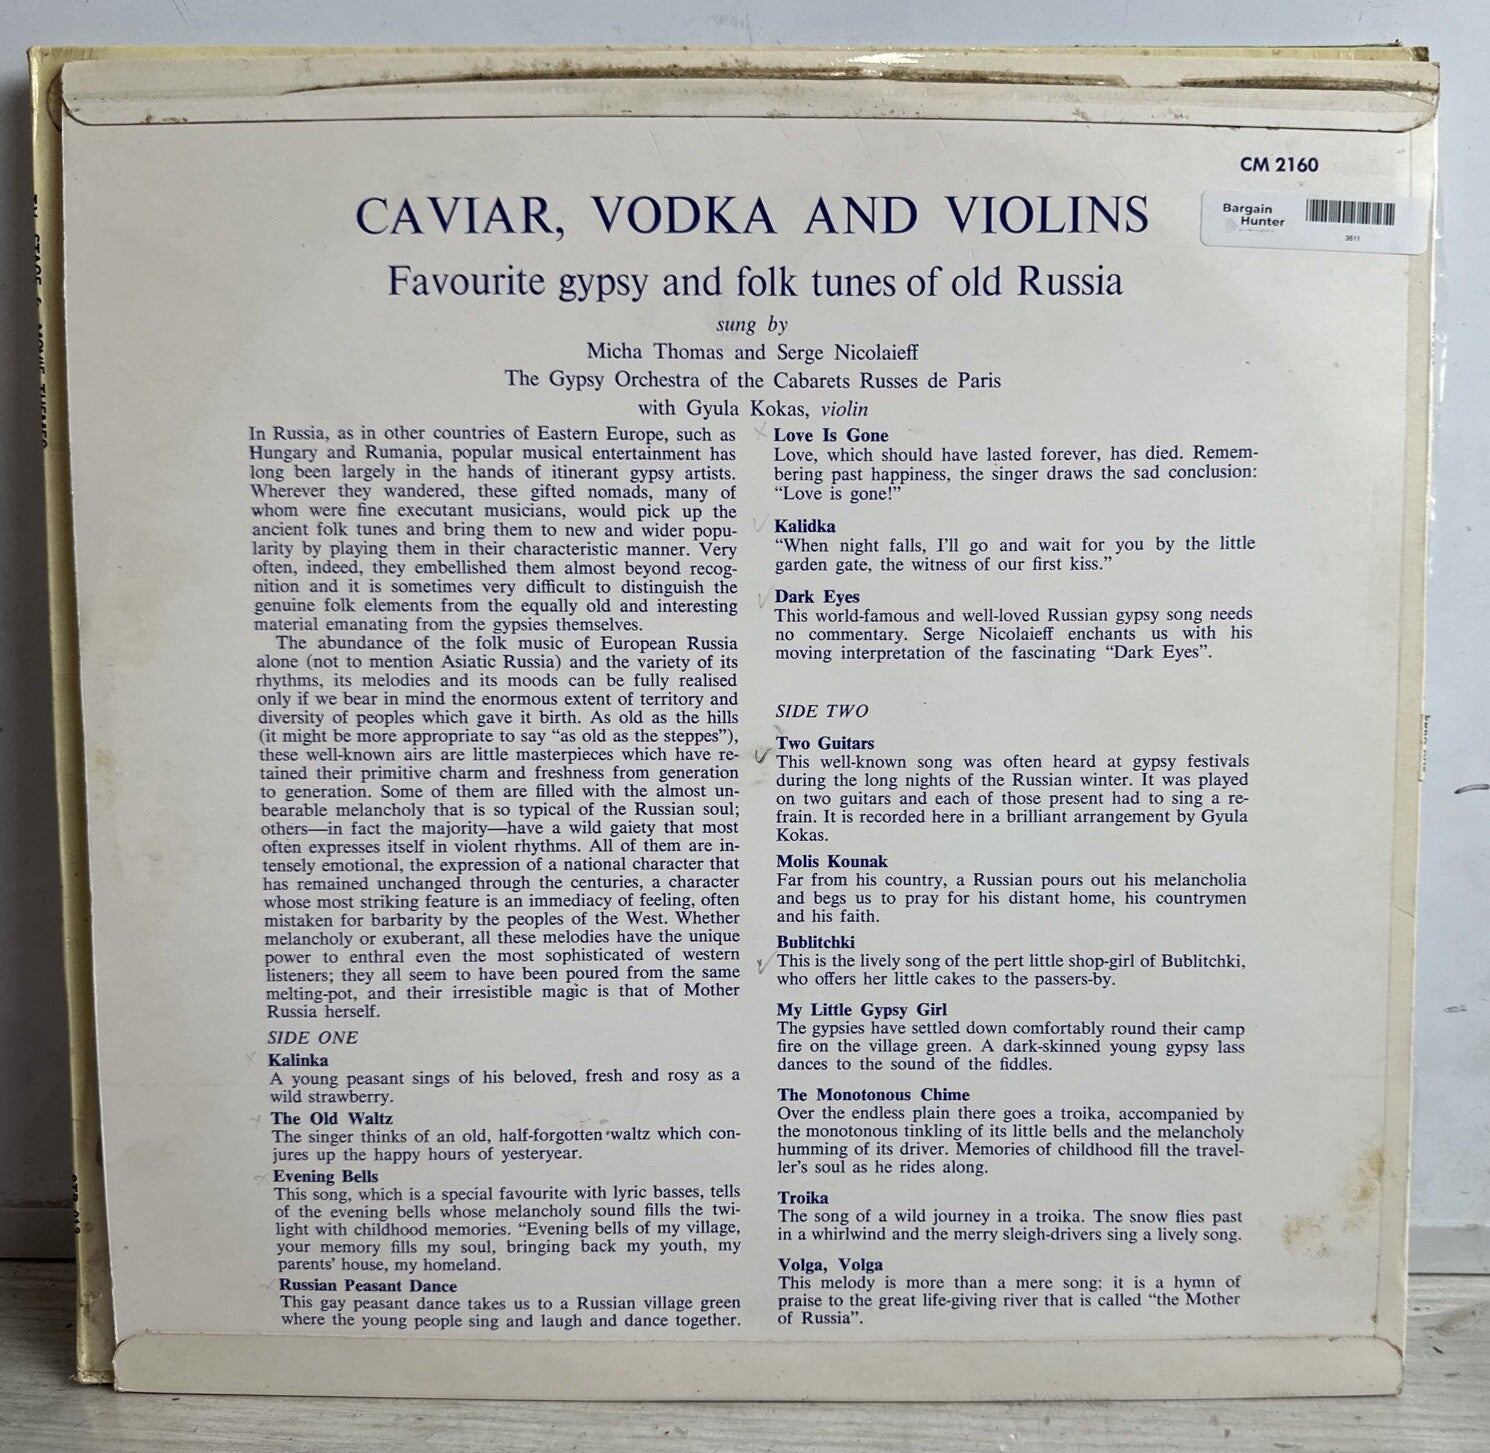 CM 2160
Bargain
Hunter
3611
CAVIAR, VODKA AND VIOLINS
Favourite gypsy and folk tunes of old Russia
sung by
Micha Thomas and Serge Nicolaieff
The Gypsy Orchestra of the Cabarets Russes de Paris
with Gyula Kokas, violin
In Russia, as in other countries of Eastern Europe, such as
Hungary and Rumania, popular musical entertainment has
long been largely in the hands of itinerant gypsy artists.
Wherever they wandered, these gifted nomads, many of
whom were fine executant musicians, would pick up the
ancient folk tunes and bring them to new and wider popu-
larity by playing them in their characteristic manner. Very
often, indeed, they embellished them almost beyond recog-
nition and it is sometimes very difficult to distinguish the
genuine folk elements from the equally old and interesting
material emanating from the gypsies themselves.
The abundance of the folk music of European Russia
alone (not to mention Asiatic Russia) and the variety of its
rhythms, its melodies and its moods can be fully realised
only if we bear in mind the enormous extent of territory and
diversity of peoples which gave it birth. As old as the hills
(it might be more appropriate to say “as old as the steppes”),
these well-known airs are little masterpieces which have re-
tained their primitive charm and freshness from generation
to generation. Some of them are filled with the almost un-
bearable melancholy that is so typical of the Russian soul;
others—in fact the majority—have a wild gaiety that most
often expresses itself in violent rhythms. All of them are in-
tensely emotional, the expression of a national character that
has remained unchanged through the centuries, a character
whose most striking feature is an immediacy of feeling, often
mistaken for barbarity by the peoples of the West. Whether
melancholy or exuberant, all these melodies have the unique
power to enthral even the most sophisticated of western
listeners; they all seem to have been poured from the same
melting-pot, and their irresistible magic is that of Mother
Russia herself.
SIDE ONE
Kalinka
A young peasant sings of his beloved, fresh and rosy as a
wild strawberry.
The Old Waltz
The singer thinks of an old, half-forgotten waltz which con-
jures up the happy hours of yesteryear.
Evening Bells
This song, which is a special favourite with lyric basses, tells
of the evening bells whose melancholy sound fills the twi-
light with childhood memories. “Evening bells of my village,
your memory fills my soul, bringing back my youth, my
parents’ house, my homeland.
Russian Peasant Dance
This gay peasant dance takes us to a Russian village green
where the young people sing and laugh and dance together.
Love Is Gone
Love, which should have lasted forever, has died. Remem-
bering past happiness, the singer draws the sad conclusion:
“Love is gone!”
Kalidka
“When night falls, I’ll go and wait for you by the little
garden gate, the witness of our first kiss.”
Dark Eyes
This world-famous and well-loved Russian gypsy song needs
no commentary. Serge Nicolaieff enchants us with his
moving interpretation of the fascinating “Dark Eyes”.
SIDE TWO
Two Guitars
This well-known song was often heard at gypsy festivals
during the long nights of the Russian winter. It was played
on two guitars and each of those present had to sing a re-
frain. It is recorded here in a brilliant arrangement by Gyula
Kokas.
Molis Kounak
Far from his country, a Russian pours out his melancholia
and begs us to pray for his distant home, his countrymen
and his faith.
Bublitchki
This is the lively song of the pert little shop-girl of Bublitchki,
who offers her little cakes to the passers-by.
My Little Gypsy Girl
The gypsies have settled down comfortably round their camp
fire on the village green. A dark-skinned young gypsy lass
dances to the sound of the fiddles.
The Monotonous Chime
Over the endless plain there goes a troika, accompanied by
the monotonous tinkling of its little bells and the melancholy
humming of its driver. Memories of childhood fill the travel-
ler’s soul as he rides along.
Troika
The song of a wild journey in a troika. The snow flies past
in a whirlwind and the merry sleigh-drivers sing a lively song.
Volga, Volga
This melody is more than a mere song: it is a hymn of
praise to the great life-giving river that is called “the Mother
of Russia”.